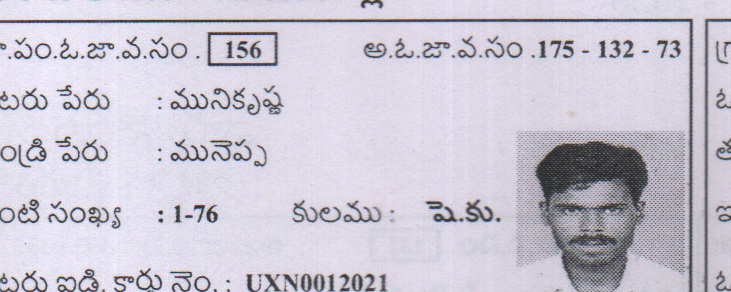 .పం.ఓ.జా.వ.సం . 156 అ.ఓ.జా.వ.సం .175 - 132 - 73
టరు పేరు : మునికృష్ణ
ండ్రి పేరు : మునెప్ప
ంటి సంఖ్య : 1-76 కులము : షె.కు.
టరు ఐడి. కార్డు నెం. : UXN0012021